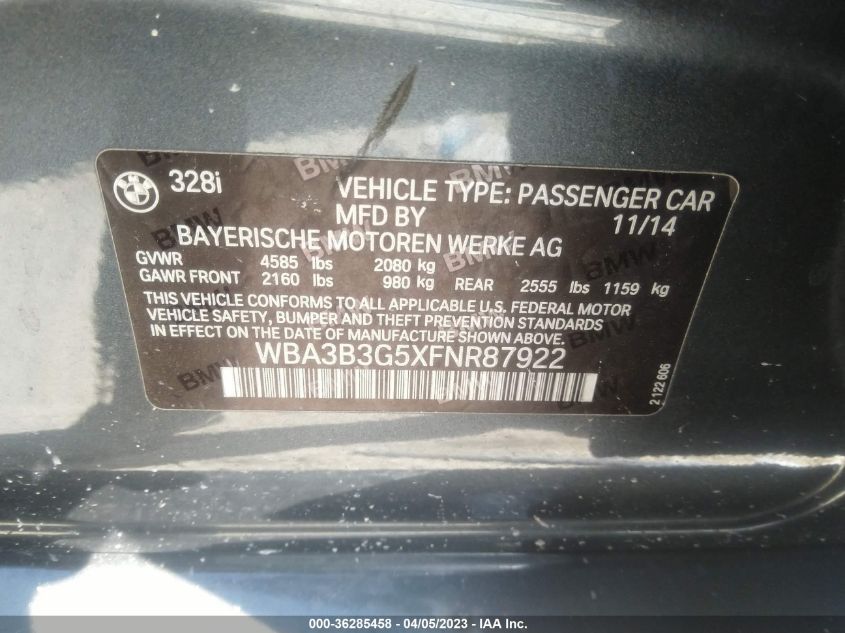 328i
VEHICLE TYPE: PASSENGER CAR
MFD BY 11/14
BAYERISCHE MOTOREN WERKE AG
GVWR 4585 lbs 2080 kg
GAWR FRONT 2160 lbs 980 kg REAR 2555 lbs 1159 kg
THIS VEHICLE CONFORMS TO ALL APPLICABLE U.S. FEDERAL MOTOR
VEHICLE SAFETY, BUMPER AND THEFT PREVENTION STANDARDS
IN EFFECT ON THE DATE OF MANUFACTURE SHOWN ABOVE.
WBA3B3G5XFNR87922
2 122 606
000-36285458 - 04/05/2023 - IAA Inc.